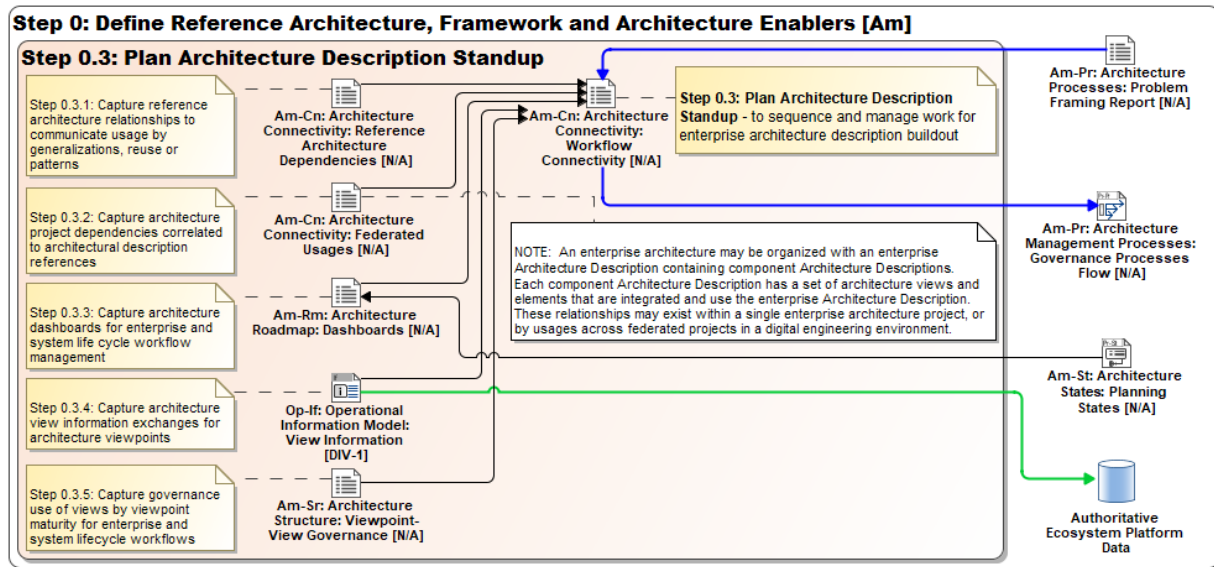 Step 0: Define Reference Architecture, Framework and Architecture Enablers [Am]
Step 0.3: Plan Architecture Description Standup
Step 0.3.1: Capture reference
architecture relationships to
communicate usage by
generalizations, reuse or
patterns
Am-Cn: Architecture
Connectivity: Reference
Architecture
Dependencies [N/A]
Am-Cn: Architecture
Connectivity:
Workflow
Connectivity [N/A]
Step 0.3: Plan Architecture Description
Standup - to sequence and manage work for
enterprise architecture description buildout
Am-Pr: Architecture
Processes: Problem
Framing Report [N/A]
Step 0.3.2: Capture architecture
project dependencies correlated
to architectural description
references
Am-Cn: Architecture
Connectivity: Federated
Usages [N/A]
Am-Pr: Architecture
Management Processes:
Governance Processes
Flow [N/A]
NOTE: An enterprise architecture may be organized with an enterprise
Architecture Description containing component Architecture Descriptions.
Each component Architecture Description has a set of architecture views and
elements that are integrated and use the enterprise Architecture Description.
These relationships may exist within a single enterprise architecture project, or
by usages across federated projects in a digital engineering environment.
Step 0.3.3: Capture architecture
dashboards for enterprise and
system life cycle workflow
management
Am-Rm: Architecture
Roadmap: Dashboards [N/A]
Pr-St
Am-St: Architecture
States: Planning
States [N/A]
Step 0.3.4: Capture architecture
view information exchanges for
architecture viewpoints
Op-If: Operational
Information Model:
View Information
[DIV-1]
Step 0.3.5: Capture governance
use of views by viewpoint
maturity for enterprise and
system lifecycle workflows
Am-Sr: Architecture
Structure: Viewpoint-
View Governance [N/A]
Authoritative
Ecosystem Platform
Data